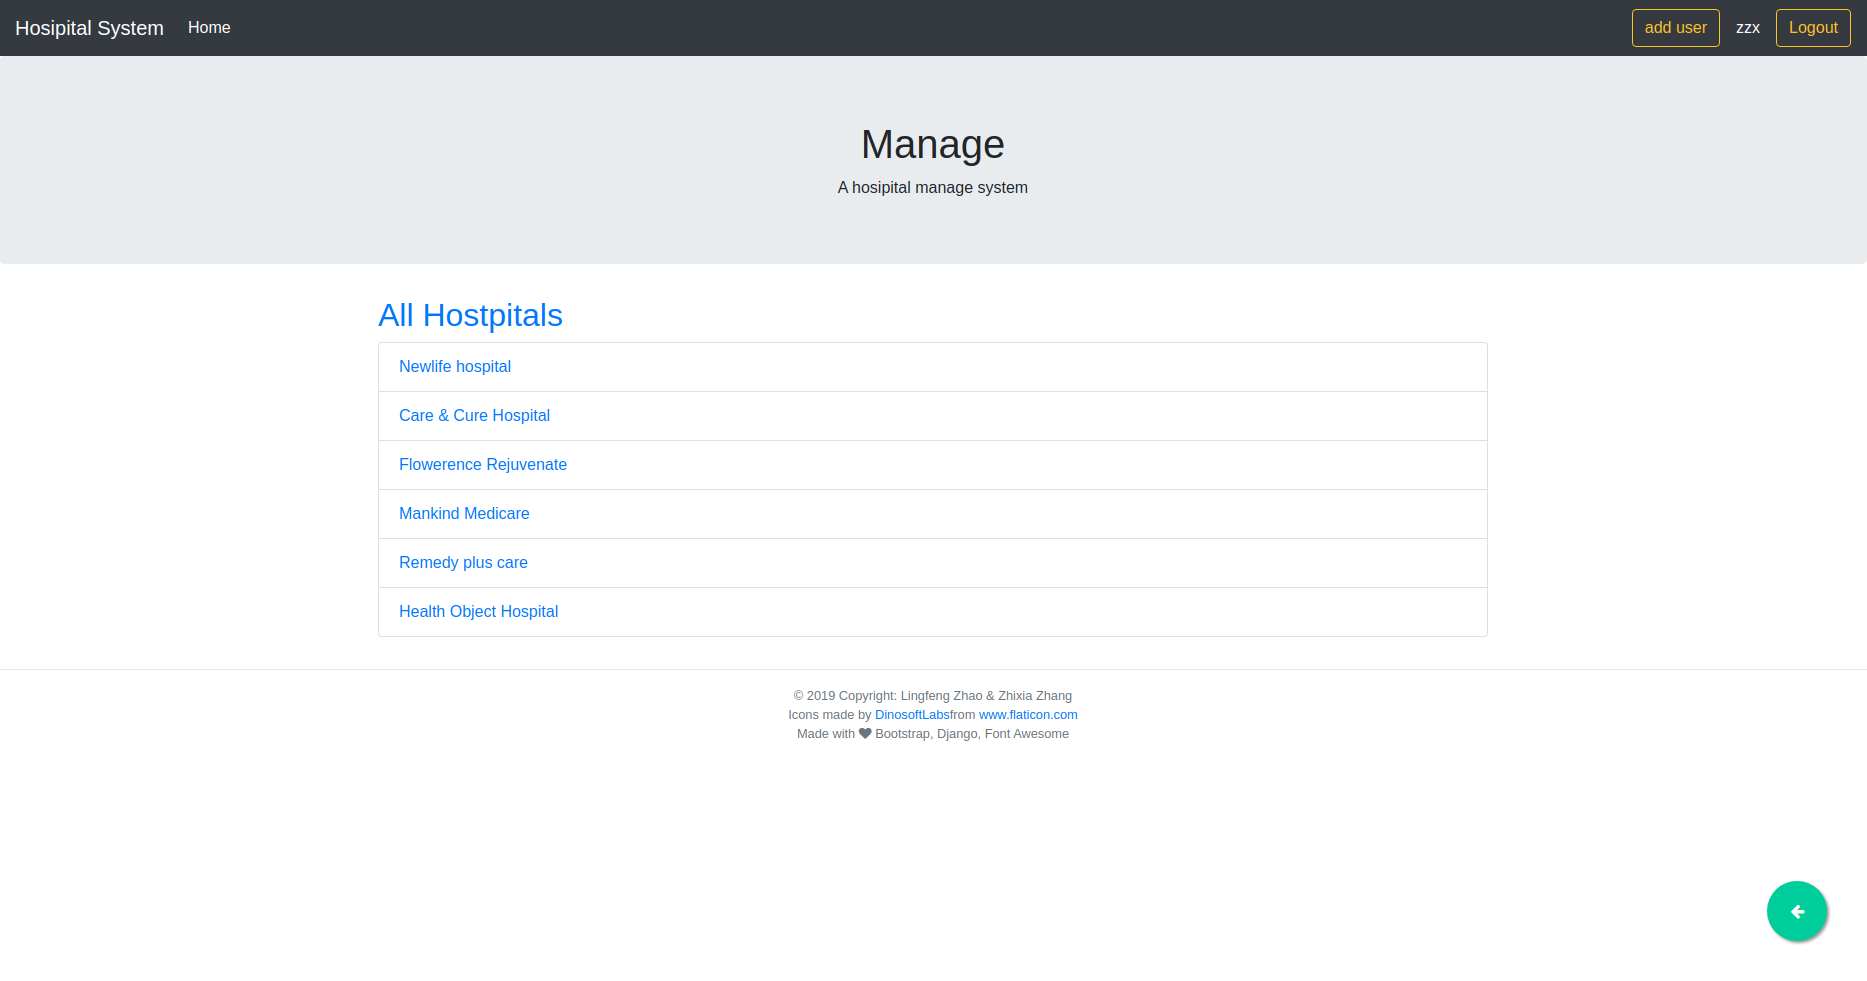 Hosipital System Home add user zzx Logout
Manage
A hosipital manage system
All Hostpitals
Newlife hospital
Care & Cure Hospital
Flowerence Rejuvenate
Mankind Medicare
Remedy plus care
Health Object Hospital
© 2019 Copyright: Lingfeng Zhao & Zhixia Zhang
Icons made by DinosoftLabsfrom www.flaticon.com
Made with Bootstrap, Django, Font Awesome